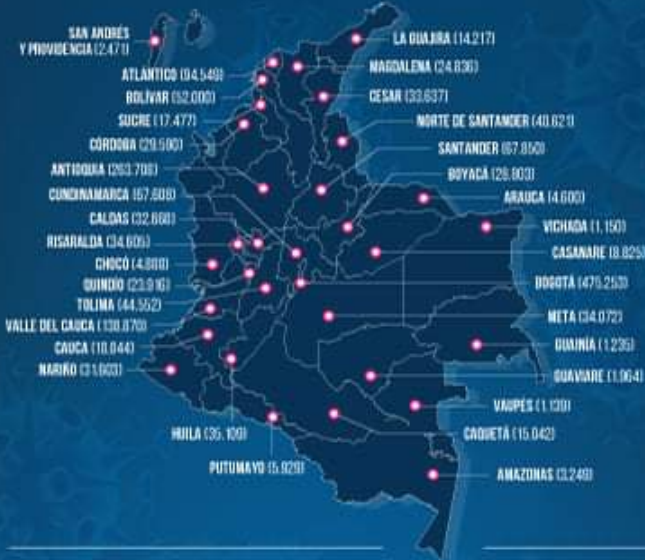 SAN ANDRÉS
Y PROVIDENCIA (2.471)
ATLÁNTICO (94.549)
BOLÍVAR (52.000)
SUCRE (17.477)
CÓRDOBA (29.590)
ANTIOQUIA (263.708)
CUNDINAMARCA (67.608)
CALDAS (32.668)
RISARALDA (34.605)
CHOCÓ (4.888)
QUINDÍO (23.916)
TOLIMA (44.552)
VALLE DEL CAUCA (138.870)
CAUCA (18.044)
NARIÑO (31.603)
HUILA (35.109)
PUTUMAYO (5.929)
LA GUAJIRA (14.217)
MAGDALENA (24.836)
CESAR (33.637)
NORTE DE SANTANDER (40.621)
SANTANDER (67.850)
BOYACÁ (28.803)
ARAUCA (4.600)
VICHADA (1.150)
CASANARE (8.825)
BOGOTÁ (475.253)
META (34.072)
GUAINÍA (1.235)
GUAVIARE (1.964)
VAUPÉS (1.139)
CAQUETÁ (15.042)
AMAZONAS (3.249)